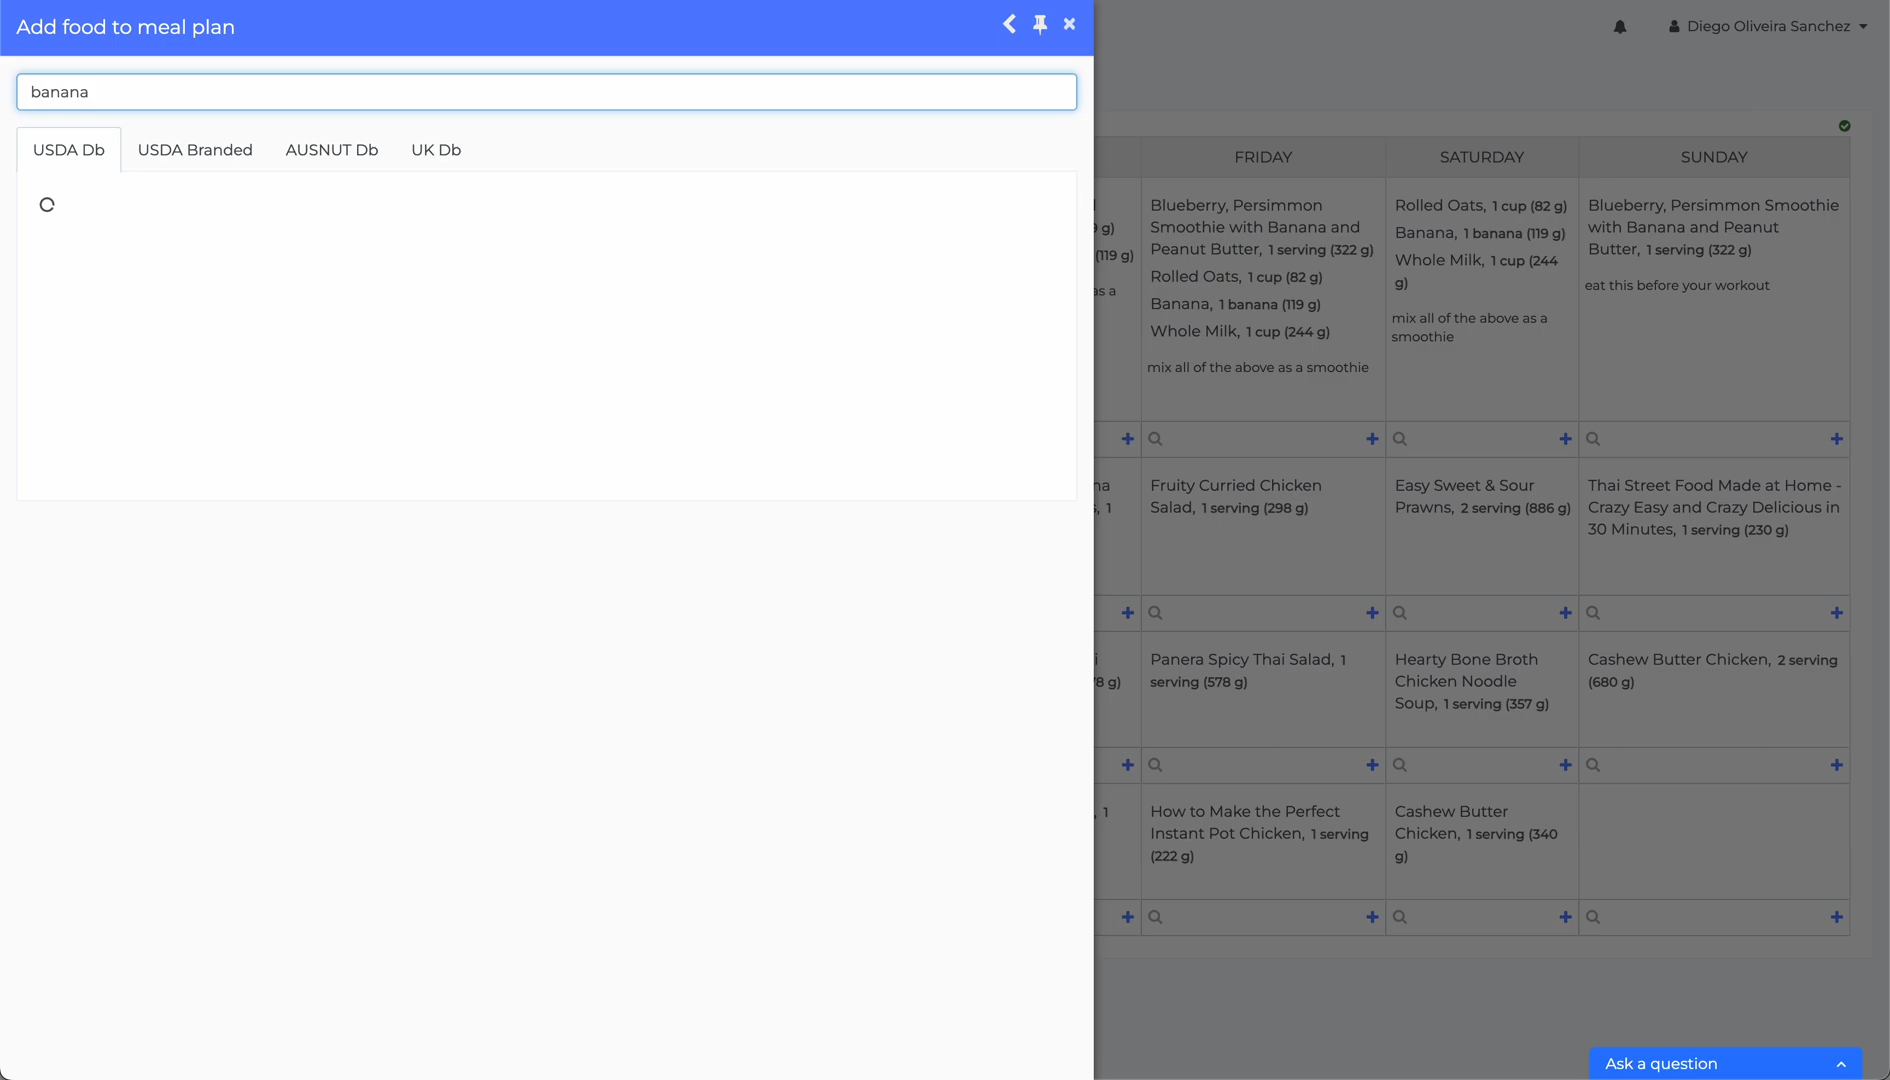 Add food to meal plan
Diego Oliveira Sanchez
banana
USDA Db
USDA Branded
AUSNUT Db
UK Db
FRIDAY
SATURDAY
SUNDAY
g)
(119 g)
as a
Blueberry, Persimmon
Smoothie with Banana and
Peanut Butter, 1 serving (322 g)
Rolled Oats, 1 cup (82 g)
Banana, 1 banana (119 g)
Whole Milk, 1 cup (244 g)
mix all of the above as a smoothie
Rolled Oats, 1 cup (82 g)
Banana, 1 banana (119 g)
Whole Milk, 1 cup (244
g)
mix all of the above as a
smoothie
Blueberry, Persimmon Smoothie
with Banana and Peanut
Butter, 1 serving (322 g)
eat this before your workout
1
Fruity Curried Chicken
Salad, 1 serving (298 g)
Easy Sweet & Sour
Prawns, 2 serving (886 g)
Thai Street Food Made at Home -
Crazy Easy and Crazy Delicious in
30 Minutes, 1 serving (230 g)
8 g)
Panera Spicy Thai Salad, 1
serving (578 g)
Hearty Bone Broth
Chicken Noodle
Soup, 1 serving (357 g)
Cashew Butter Chicken, 2 serving
(680 g)
, 1
How to Make the Perfect
Instant Pot Chicken, 1 serving
(222 g)
Cashew Butter
Chicken, 1 serving (340
g)
Ask a question